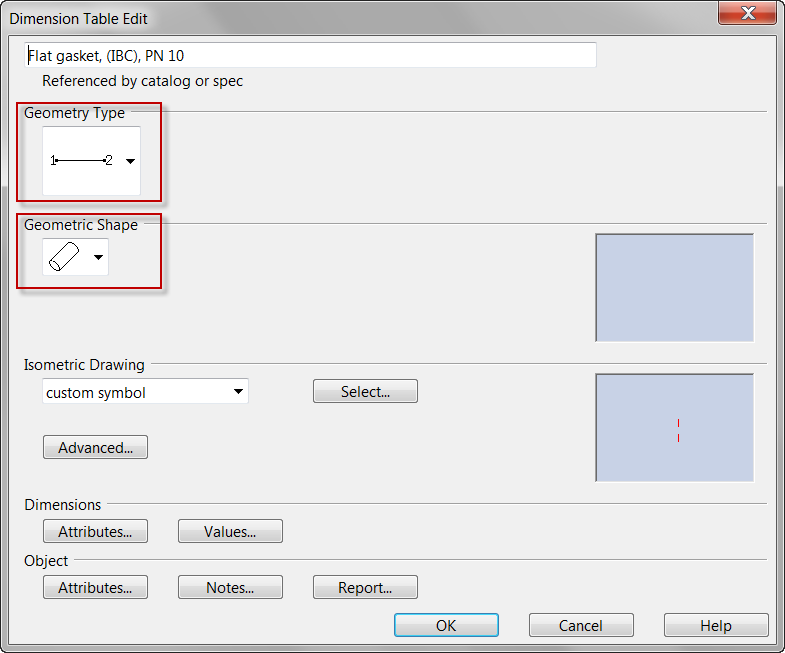 Dimension Table Edit
Flat gasket, (IBC), PN 10
Referenced by catalog or spec
Geometry Type
1 2
Geometric Shape
Isometric Drawing
custom symbol Select...
Advanced...
Dimensions
Attributes... Values...
Object
Attributes... Notes... Report...
OK Cancel Help